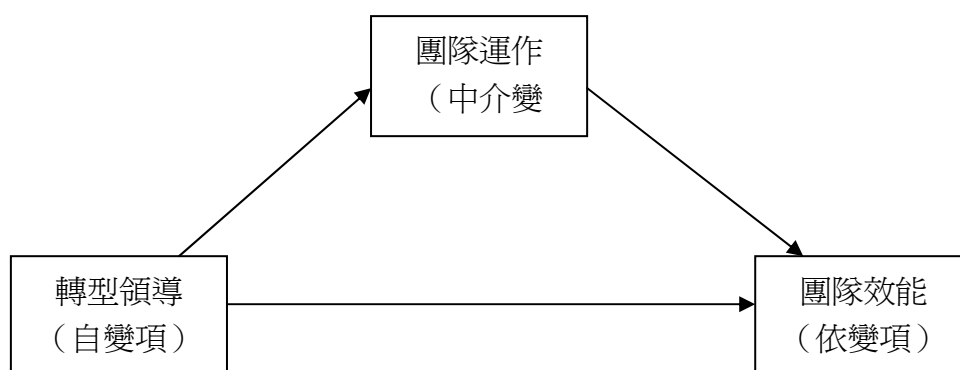 團隊運作
（中介變
轉型領導
（自變項）
團隊效能
（依變項）